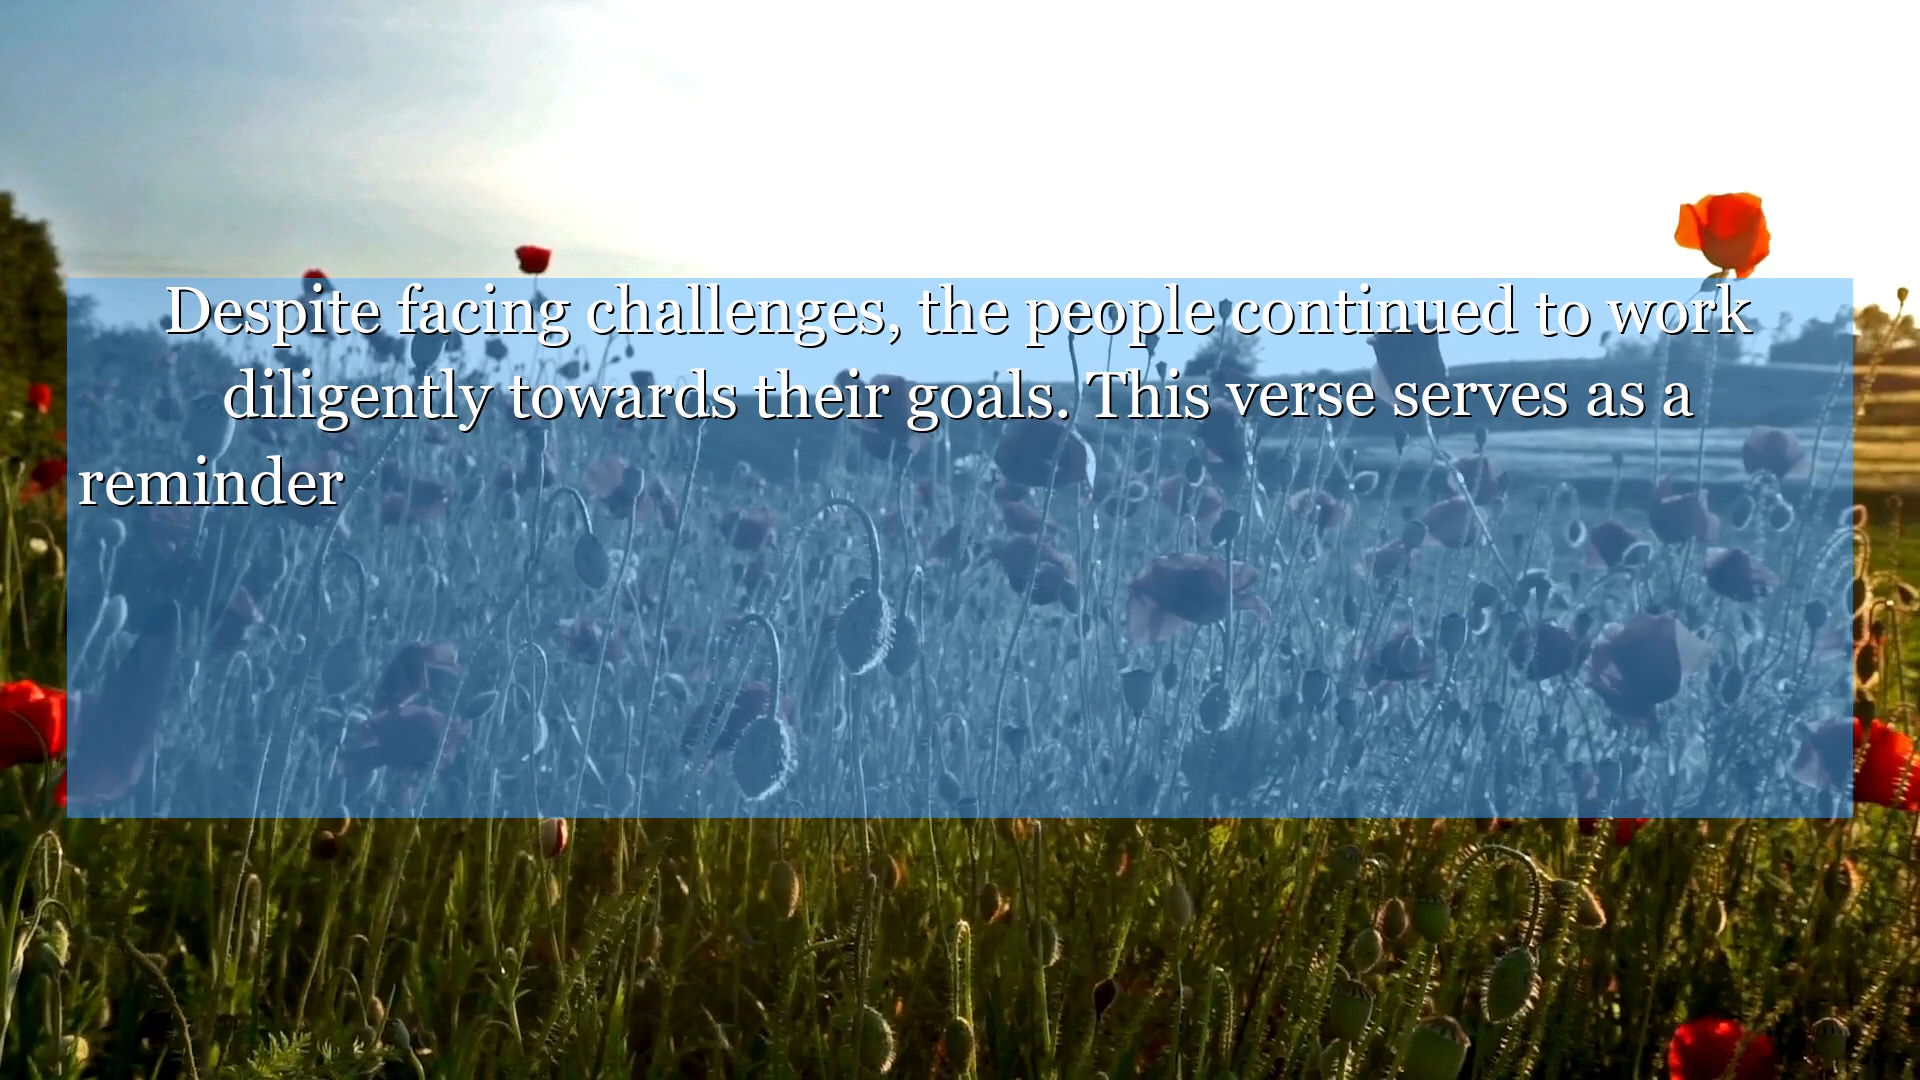 Despite facing challenges, the people continued to work
diligently towards their goals. This verse serves as a
reminder